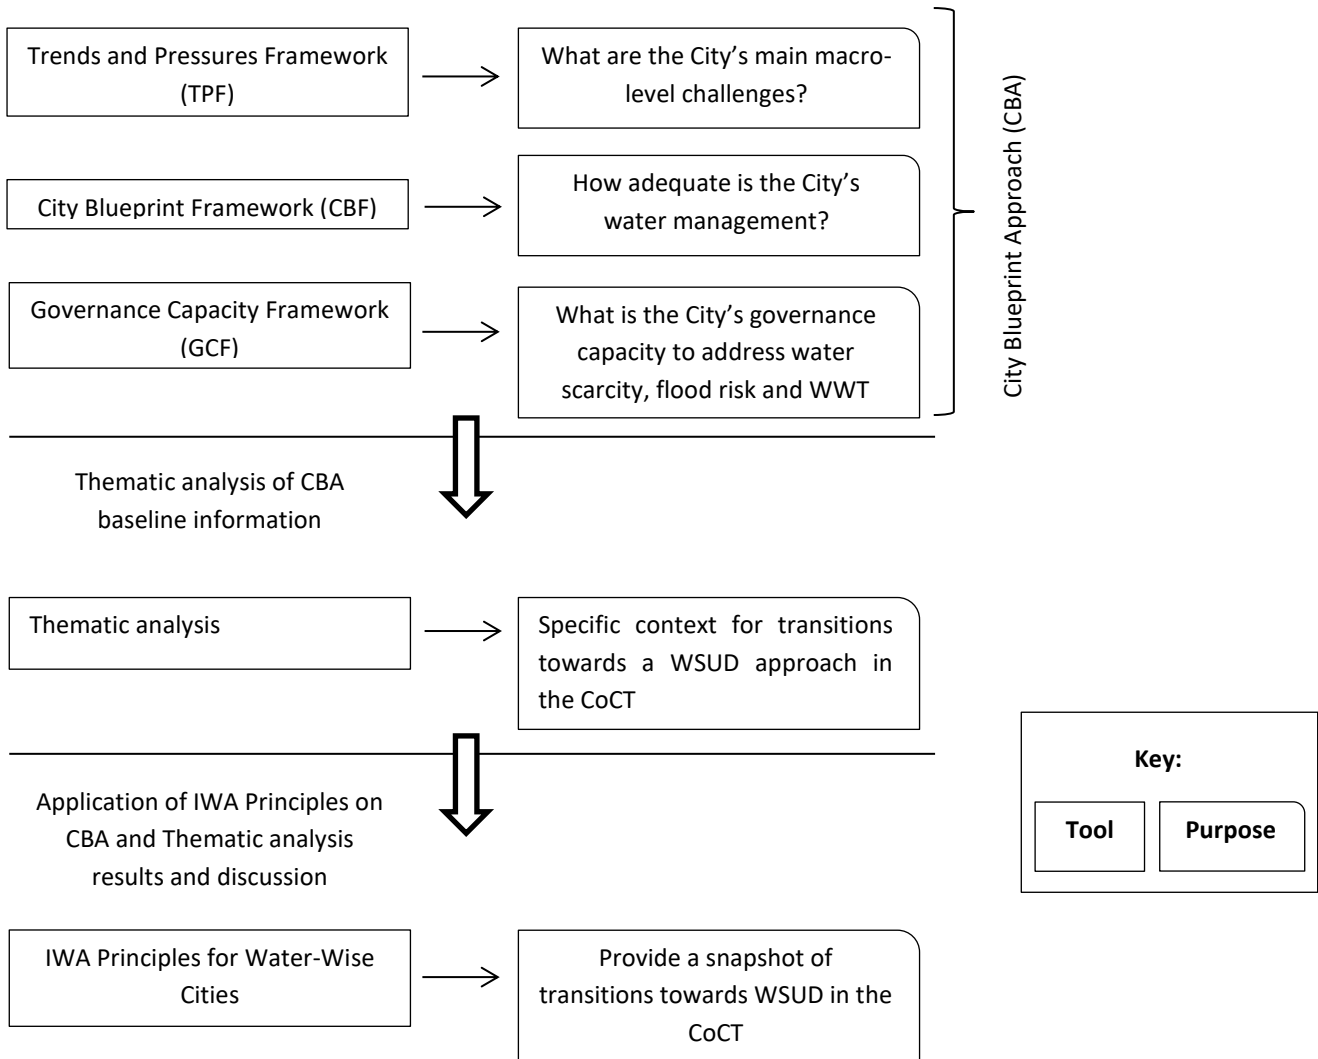 Trends and Pressures Framework
(TPF)
What are the City’s main macro-
level challenges?
City Blueprint Framework (CBF)
How adequate is the City’s
water management?
Governance Capacity Framework
(GCF)
What is the City’s governance
capacity to address water
scarcity, flood risk and WWT
City Blueprint Approach (CBA)
Thematic analysis of CBA
baseline information
Thematic analysis
Specific context for transitions
towards a WSUD approach in
the CoCT
Application of IWA Principles on
CBA and Thematic analysis
results and discussion
IWA Principles for Water-Wise
Cities
Provide a snapshot of
transitions towards WSUD in the
CoCT
Key:
Tool
Purpose